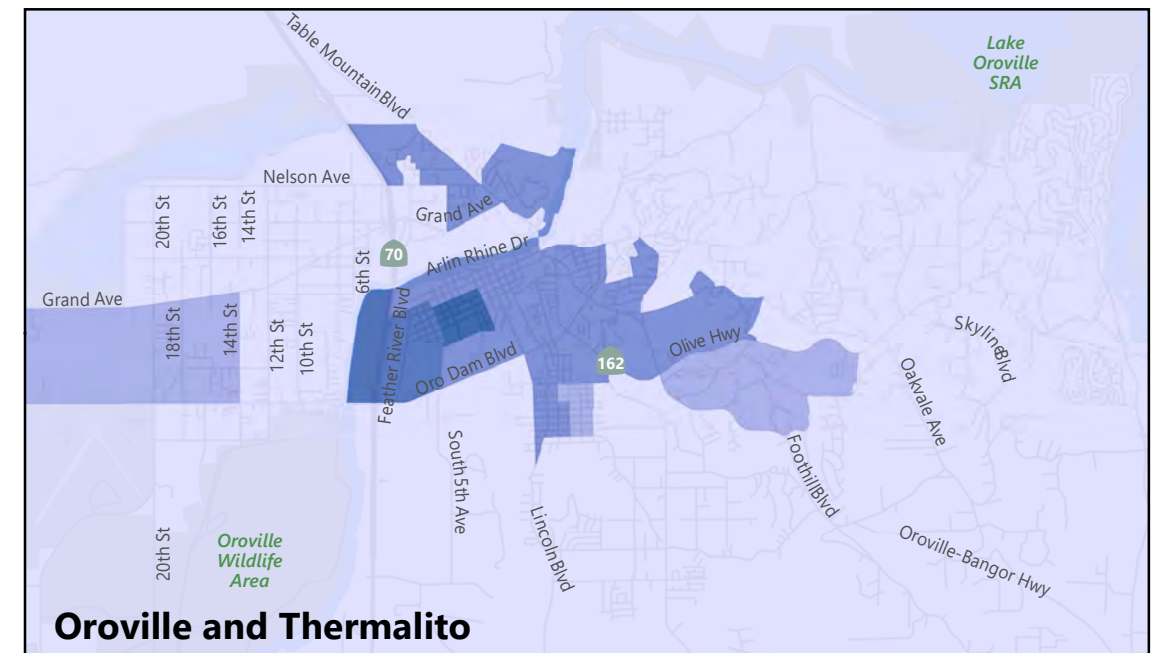 Table Mountain Blvd
Lake
Oroville
SRA
Nelson Ave
20th St
16th St
14th St
Grand Ave
70
Arlin Rhine Dr
6th St
Grand Ave
18th St
14th St
12th St
10th St
Feather River Blvd
Oro Dam Blvd
162
Olive Hwy
Skyline Blvd
Oakvale Ave
South 5th Ave
Foothill Blvd
Lincoln Blvd
20th St
Oroville
Wildlife
Area
Oroville-Bangor Hwy
Oroville and Thermalito